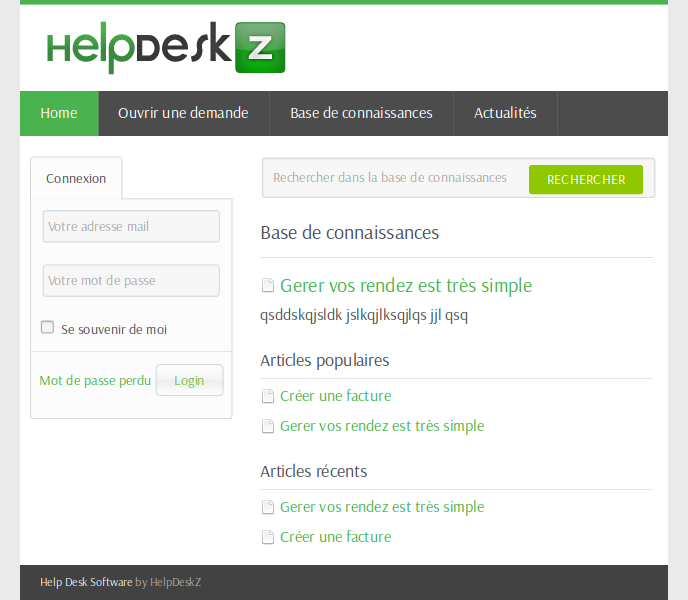 HelpDesk Z
Home Ouvrir une demande Base de connaissances Actualités
Connexion
Votre adresse mail
Votre mot de passe
Se souvenir de moi
Mot de passe perdu Login
Rechercher dans la base de connaissances RECHERCHER
Base de connaissances
Gerer vos rendez est très simple
qsddskqjsldk jslkqjlksqjlqs jjl qsq
Articles populaires
Créer une facture
Gerer vos rendez est très simple
Articles récents
Gerer vos rendez est très simple
Créer une facture
Help Desk Software by HelpDeskZ